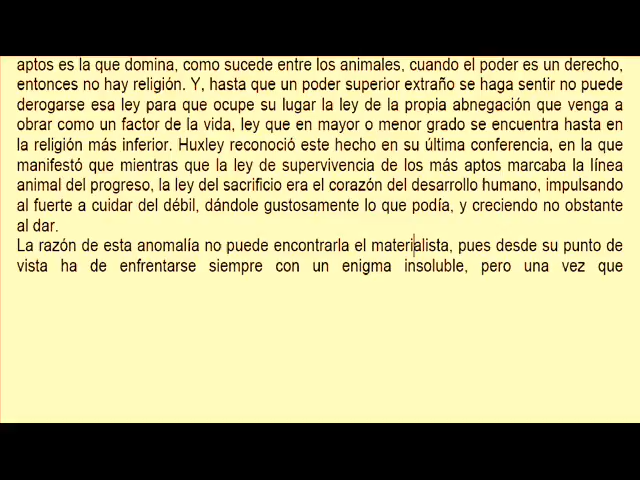 aptos es la que domina, como sucede entre los animales, cuando el poder es un derecho,
entonces no hay religión. Y, hasta que un poder superior extraño se haga sentir no puede
derogarse esa ley para que ocupe su lugar la ley de la propia abnegación que venga a
obrar como un factor de la vida, ley que en mayor o menor grado se encuentra hasta en
la religión más inferior. Huxley reconoció este hecho en su última conferencia, en la que
manifestó que mientras que la ley de supervivencia de los más aptos marcaba la línea
animal del progreso, la ley del sacrificio era el corazón del desarrollo humano, impulsando
al fuerte a cuidar del débil, dándole gustosamente lo que podía, y creciendo no obstante
al dar.
La razón de esta anomalía no puede encontrarla el materialista, pues desde su punto de
vista ha de enfrentarse siempre con un enigma insoluble, pero una vez que